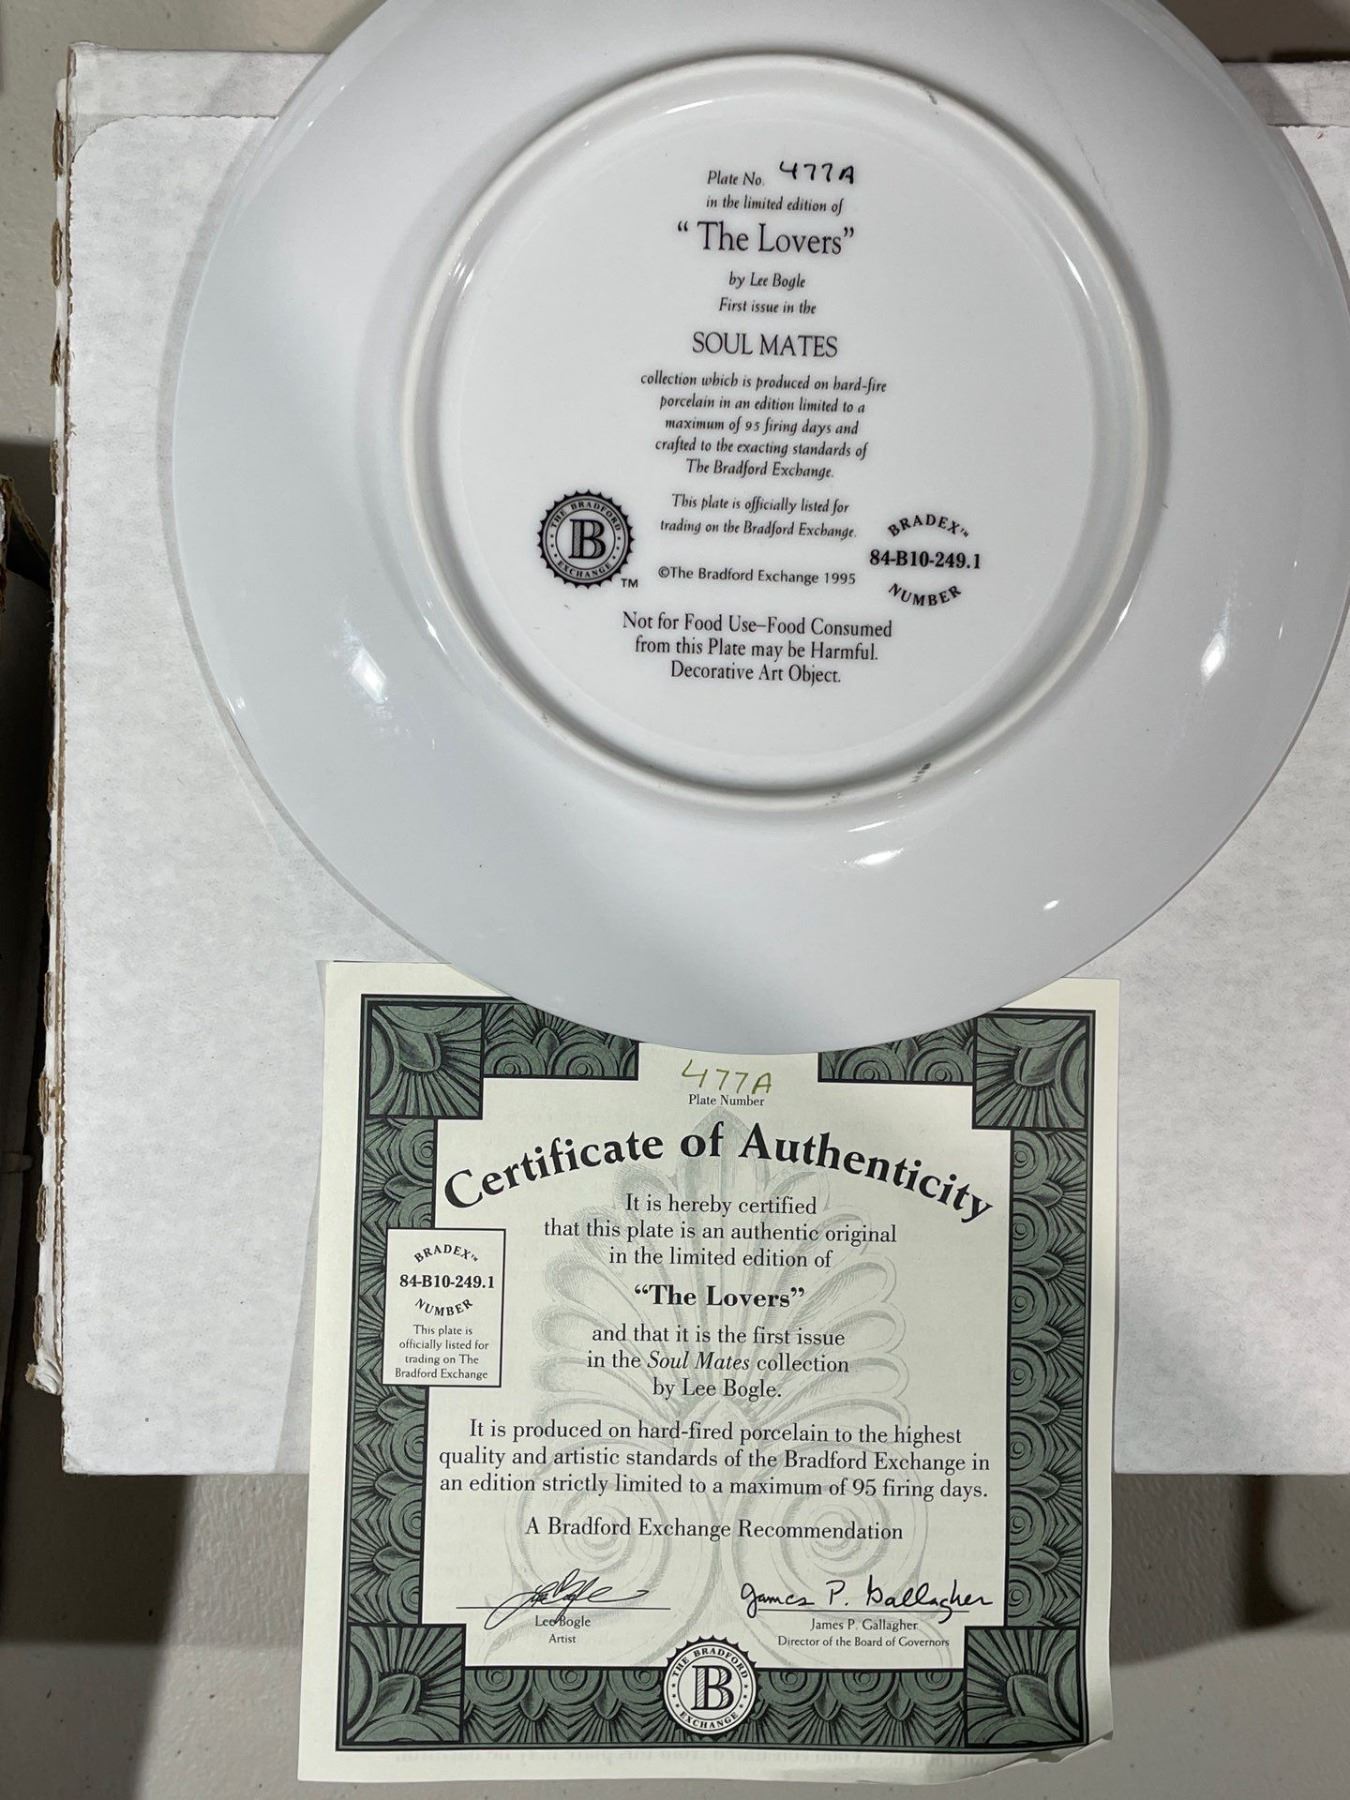 Plate No. 477A
in the limited edition of
“The Lovers”
by Lee Bogle
First issue in the
SOUL MATES
collection which is produced on hard-fire
porcelain in an edition limited to a
maximum of 95 firing days and
crafted to the exacting standards of
The Bradford Exchange.
This plate is officially listed for
trading on the Bradford Exchange.
THE BRADFORD
B
EXCHANGE
TM
©The Bradford Exchange 1995
BRADEX™
84-B10-249.1
NUMBER
Not for Food Use–Food Consumed
from this Plate may be Harmful.
Decorative Art Object.
477A
Plate Number
Certificate of Authenticity
It is hereby certified
that this plate is an authentic original
in the limited edition of
“The Lovers”
and that it is the first issue
in the Soul Mates collection
by Lee Bogle.
BRADEX™
84-B10-249.1
NUMBER
This plate is
officially listed for
trading on The
Bradford Exchange
It is produced on hard-fired porcelain to the highest
quality and artistic standards of the Bradford Exchange in
an edition strictly limited to a maximum of 95 firing days.
A Bradford Exchange Recommendation
Lee Bogle
Lee Bogle
Artist
James P. Gallagher
James P. Gallagher
Director of the Board of Governors
THE BRADFORD
B
EXCHANGE